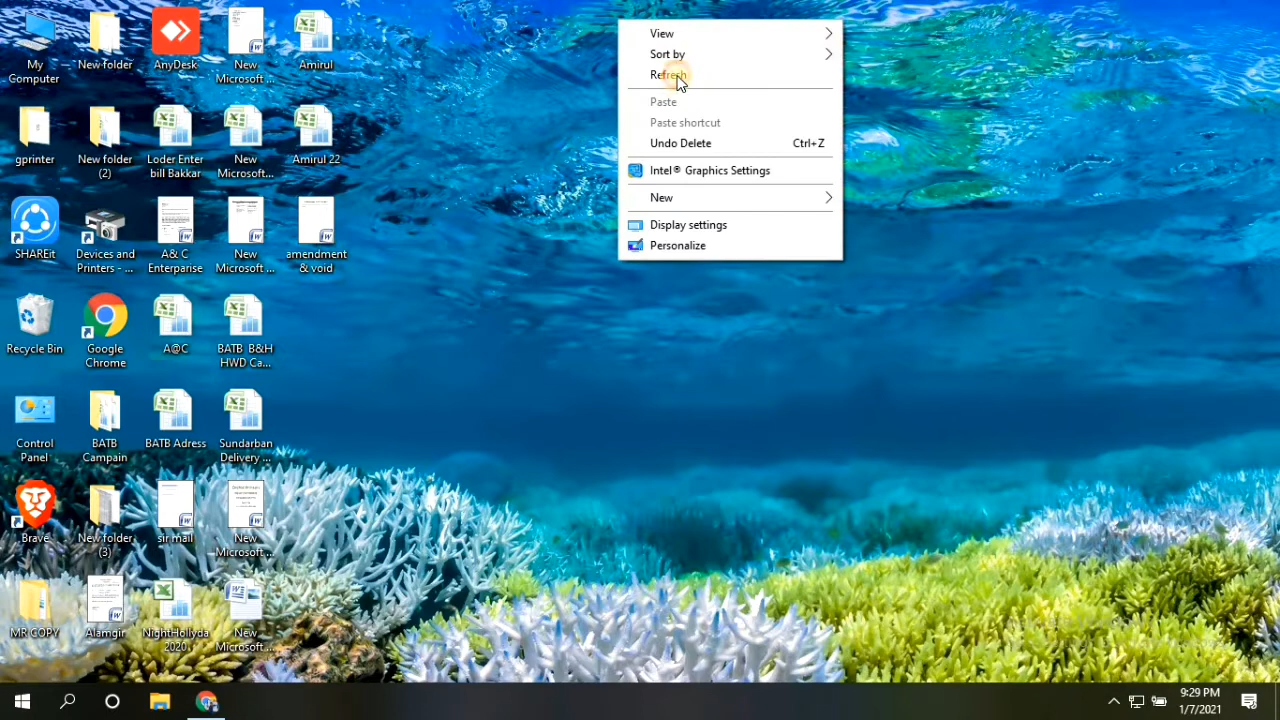 My
Computer
New folder
AnyDesk
New
Microsoft ...
Amirul
gprinter
New folder
(2)
Loder Enter
bill Bakkar
New
Microsoft...
Amirul 22
SHAREit
Devices and
Printers - ...
A& C
Enterparise
New
Microsoft ...
amendment
& void
Recycle Bin
Google
Chrome
A@C
BATB B&H
HWD Ca...
Control
Panel
BATB
Campain
BATB Adress
Sundarban
Delivery ...
Brave
New folder
(3)
sir mail
New
Microsoft ...
MR COPY
Alamgir
NightHollyda
2020
New
Microsoft ...
View
Sort by
Refresh
Paste
Paste shortcut
Undo Delete Ctrl+Z
Intel® Graphics Settings
New
Display settings
Personalize
9:29 PM
1/7/2021